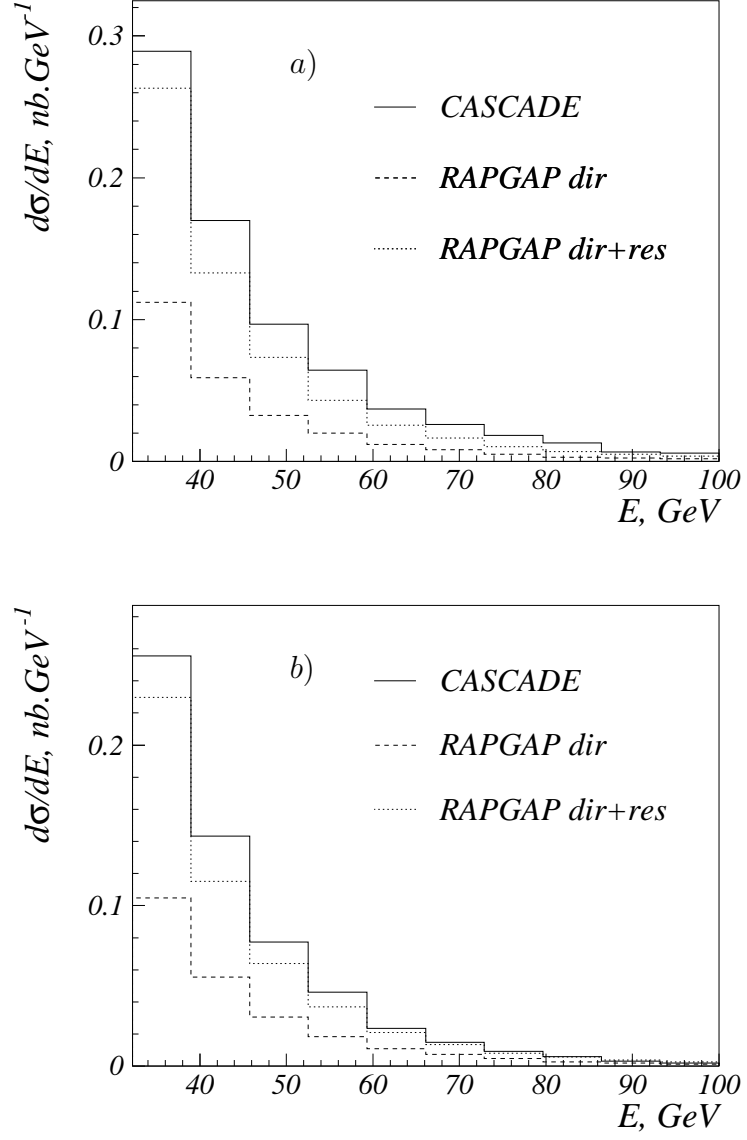 dσ/dE, nb.GeV-1
0.3
0.2
0.1
0
a)
CASCADE
RAPGAP dir
RAPGAP dir+res
40 50 60 70 80 90 100
E, GeV
dσ/dE, nb.GeV-1
0.2
0.1
0
b)
CASCADE
RAPGAP dir
RAPGAP dir+res
40 50 60 70 80 90 100
E, GeV